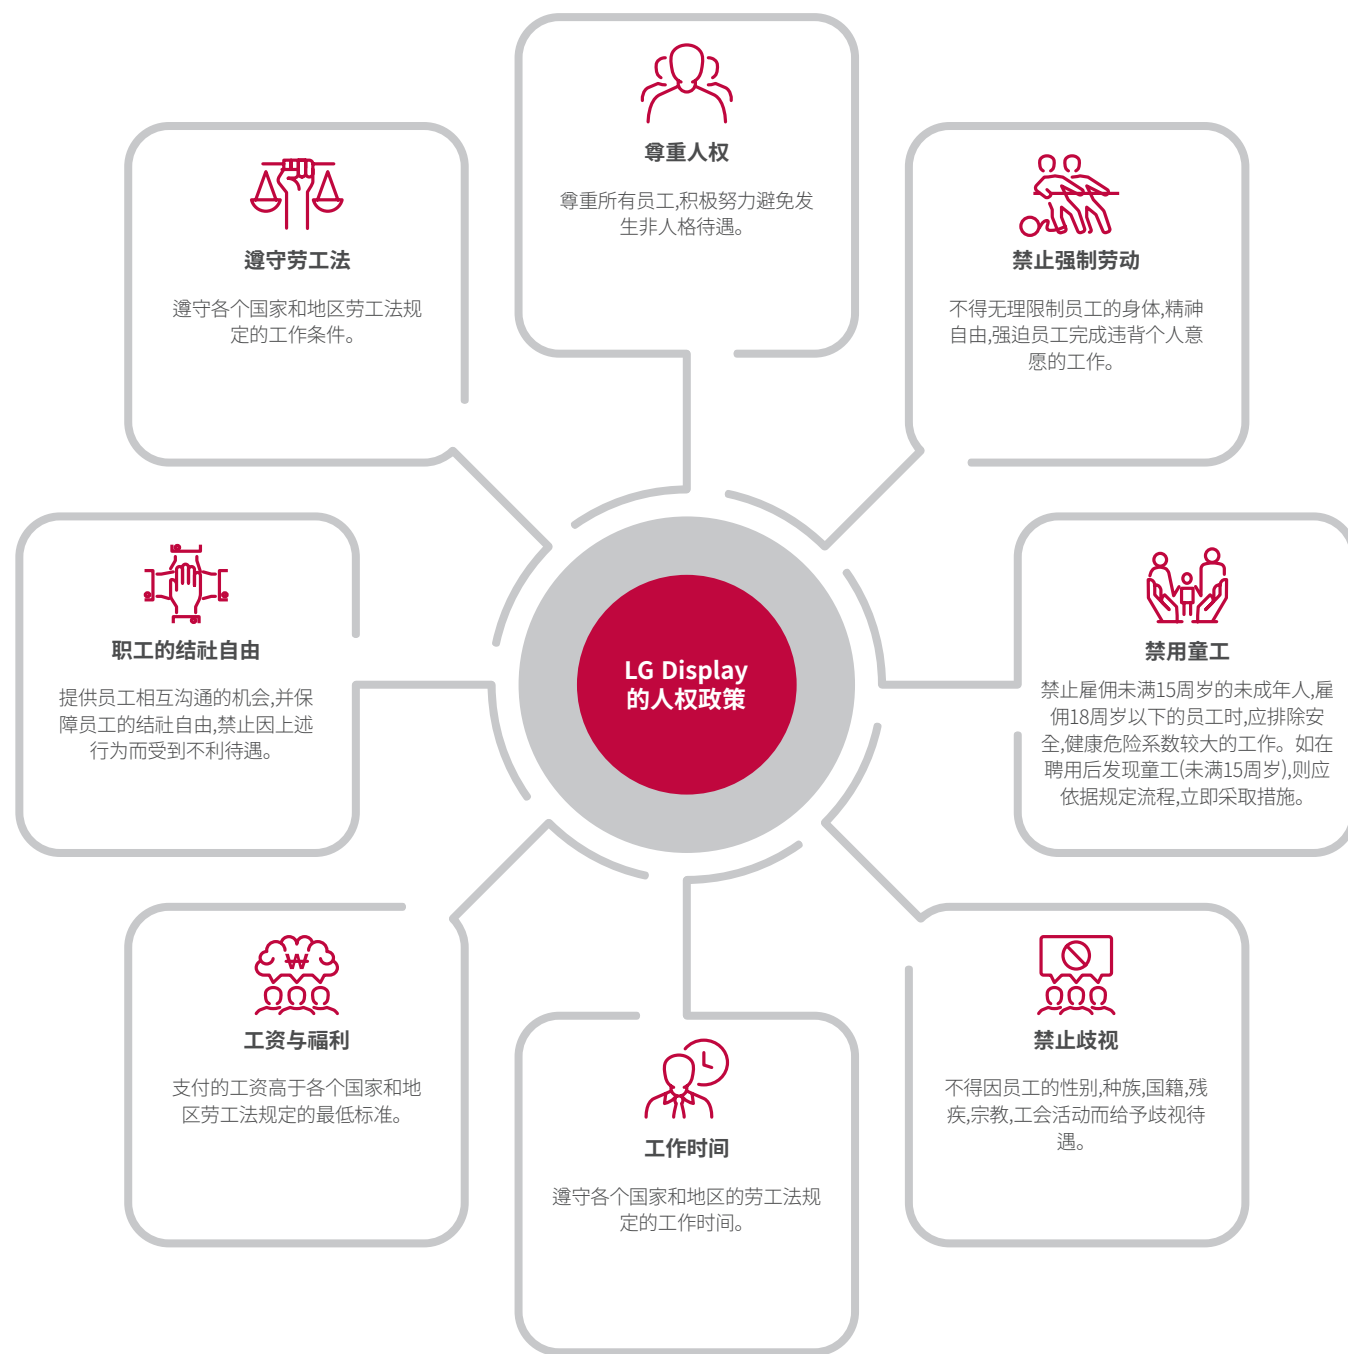 尊重人权
尊重所有员工,积极努力避免发
生非人格待遇。
遵守劳工法
遵守各个国家和地区劳工法规
定的工作条件。
禁止强制劳动
不得无理限制员工的身体,精神
自由,强迫员工完成违背个人意
愿的工作。
职工的结社自由
提供员工相互沟通的机会,并保
障员工的结社自由,禁止因上述
行为而受到不利待遇。
LG Display
的人权政策
禁用童工
禁止雇佣未满15周岁的未成年人,雇
佣18周岁以下的员工时,应排除安
全,健康危险系数较大的工作。如在
聘用后发现童工(未满15周岁),则应
依据规定流程,立即采取措施。
工资与福利
支付的工资高于各个国家和地
区劳工法规定的最低标准。
工作时间
遵守各个国家和地区的劳工法规
定的工作时间。
禁止歧视
不得因员工的性别,种族,国籍,残
疾,宗教,工会活动而给予歧视待
遇。